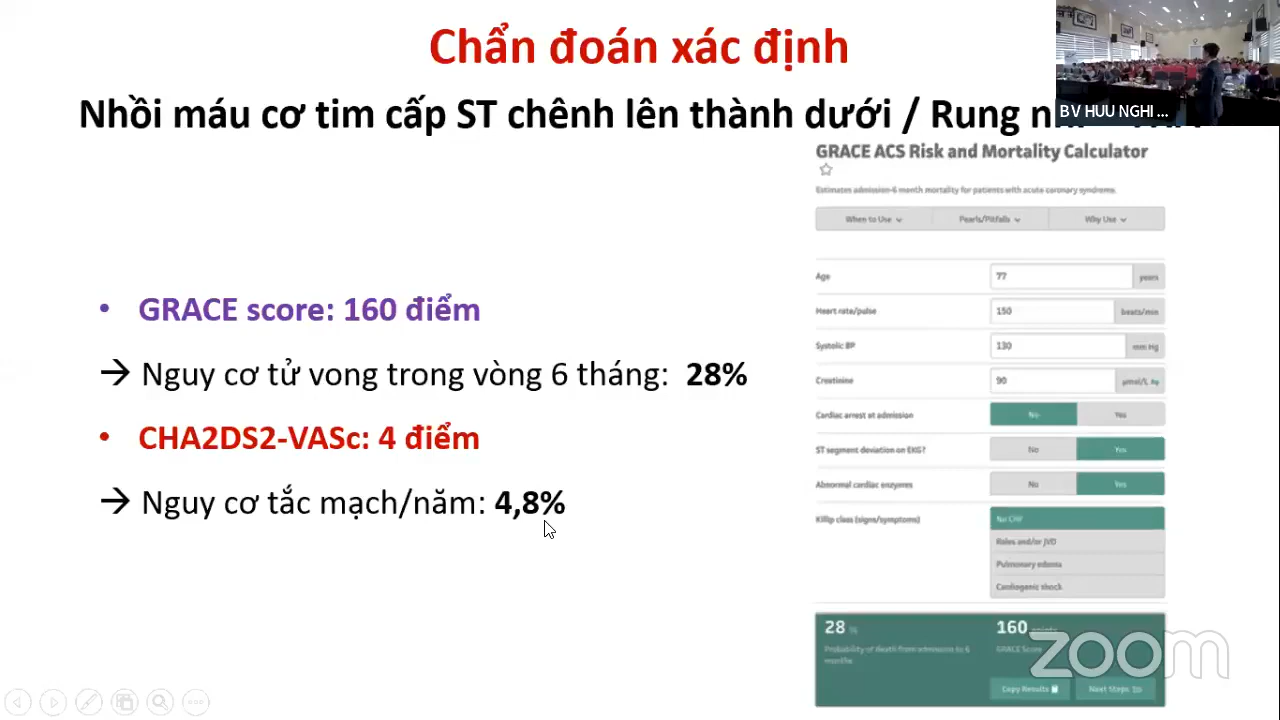 Chẩn đoán xác định
BV HUU NGHI ...
Nhồi máu cơ tim cấp ST chênh lên thành dưới / Rung
GRACE ACS Risk and Mortality Calculator
Estimates admission-6 month mortality for patients with acute coronary syndrome.
When to Use
Pearls/Pitfalls
Why Use
Age
77
years
Heart rate/pulse
150
beats/min
Systolic BP
130
mm Hg
Creatinine
90
µmol/L
Cardiac arrest at admission
No
Yes
ST segment deviation on EKG?
No
Yes
Abnormal cardiac enzymes
No
Yes
Killip class (signs/symptoms)
No CHF
Rales and/or JVD
Pulmonary edema
Cardiogenic shock
28 %
Probability of death from admission to 6
months
160 points
GRACE Score
Copy Results
Next Steps
• GRACE score: 160 điểm
→ Nguy cơ tử vong trong vòng 6 tháng: 28%
• CHA2DS2-VASc: 4 điểm
→ Nguy cơ tắc mạch/năm: 4,8%
zoom